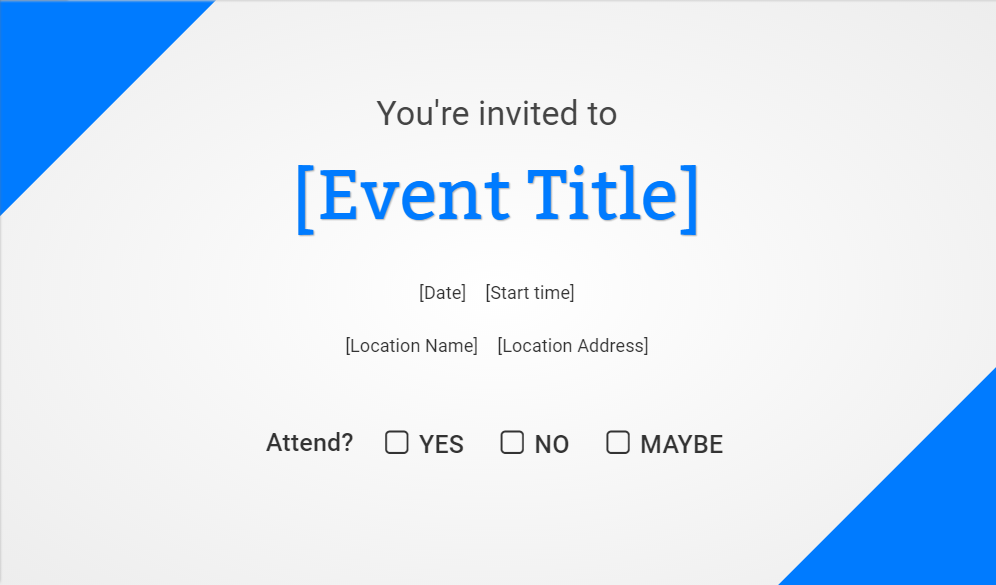 You're invited to
[Event Title]
[Date] [Start time]
[Location Name] [Location Address]
Attend? YES NO MAYBE